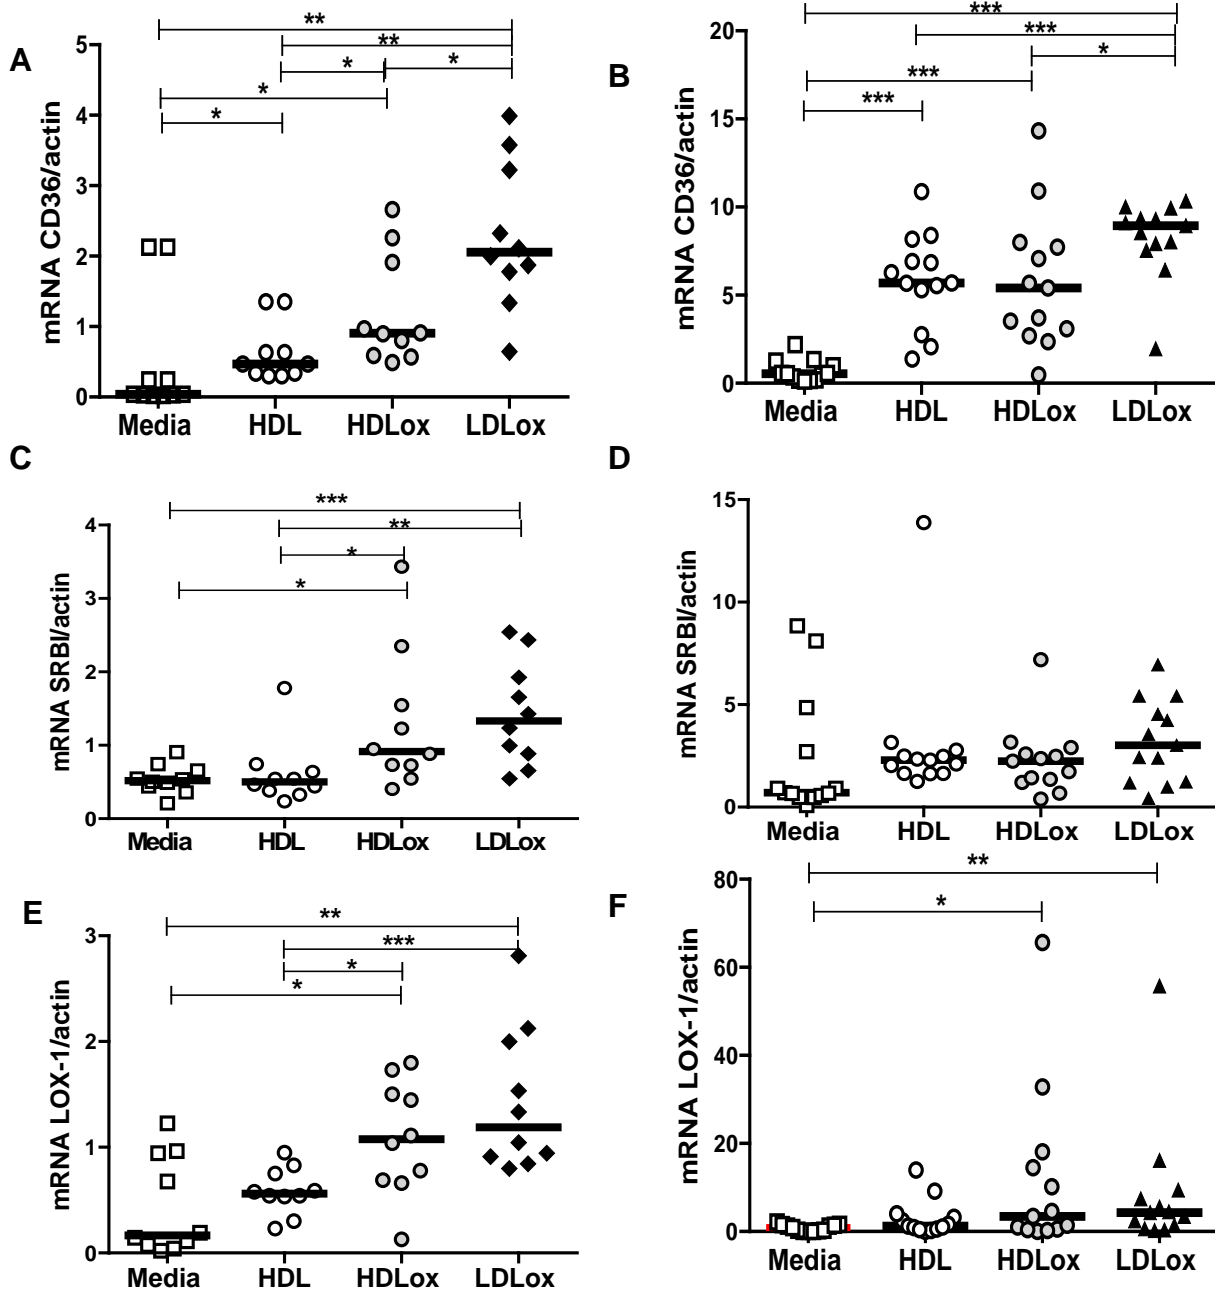 A
mRNA CD36/actin
5
4
3
2
1
0
**
**
*
*
*
*
Media HDL HDLox LDLox
B
mRNA CD36/actin
20
15
10
5
0
***
***
*
***
***
Media HDL HDLox LDLox
C
mRNA SRBI/actin
4
3
2
1
0
***
**
*
*
Media HDL HDLox LDLox
D
mRNA SRBI/actin
15
10
5
0
Media HDL HDLox LDLox
E
mRNA LOX-1/actin
3
2
1
0
**
***
*
*
Media HDL HDLox LDLox
F
mRNA LOX-1/actin
80
60
40
20
0
**
*
Media HDL HDLox LDLox